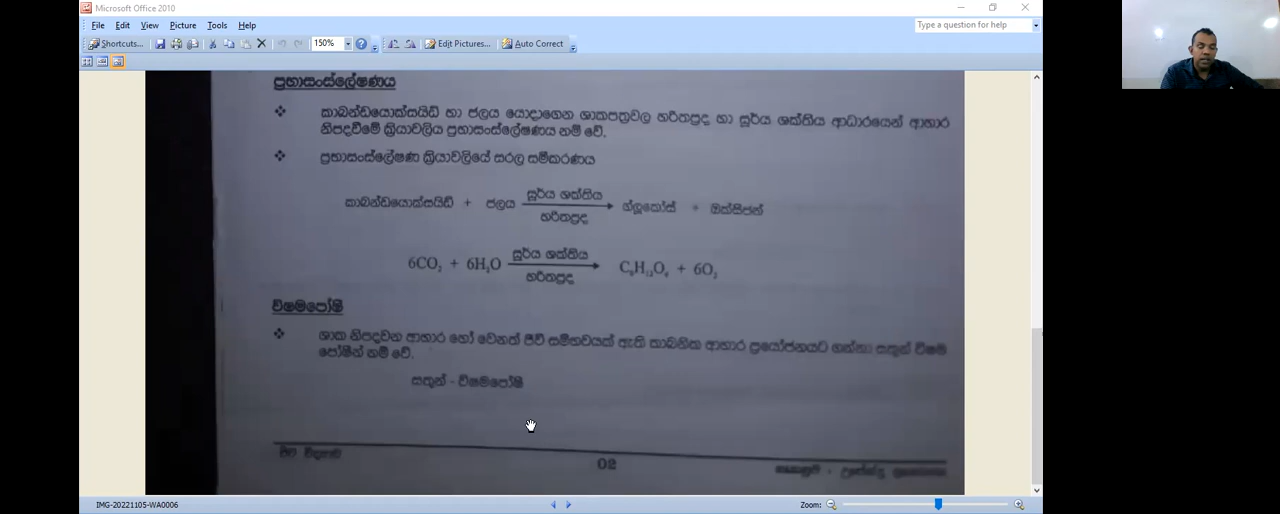 Microsoft Office 2010
File Edit View Picture Tools Help
Type a question for help
Shortcuts... 150% Edit Pictures... Auto Correct
ප්‍රභාසංස්ලේෂණය
❖ කාබන්ඩයොක්සයිඩ් හා ජලය යොදාගෙන ශාකපත්‍රවල හරිතප්‍රද හා සූර්ය ශක්තිය ආධාරයෙන් ආහාර
නිපදවීමේ ක්‍රියාවලිය ප්‍රභාසංස්ලේෂණය නම් වේ.
❖ ප්‍රභාසංස්ලේෂණ ක්‍රියාවලියේ සරල සමීකරණය
සූර්ය ශක්තිය
කාබන්ඩයොක්සයිඩ් + ජලය ⟶ ග්ලූකෝස් + ඔක්සිජන්
හරිතප්‍රද
සූර්ය ශක්තිය
6CO₂ + 6H₂O ⟶ C₆H₁₂O₆ + 6O₂
හරිතප්‍රද
විෂමපෝෂී
❖ ශාක නිපදවන ආහාර හෝ වෙනත් ජීවී සම්භවයක් ඇති කාබනික ආහාර ප්‍රයෝජනයට ගන්නා සතුන් විෂම
පෝෂීන් නම් වේ.
සතුන් - විෂමපෝෂී
02
IMG-20221105-WA0006 Zoom: